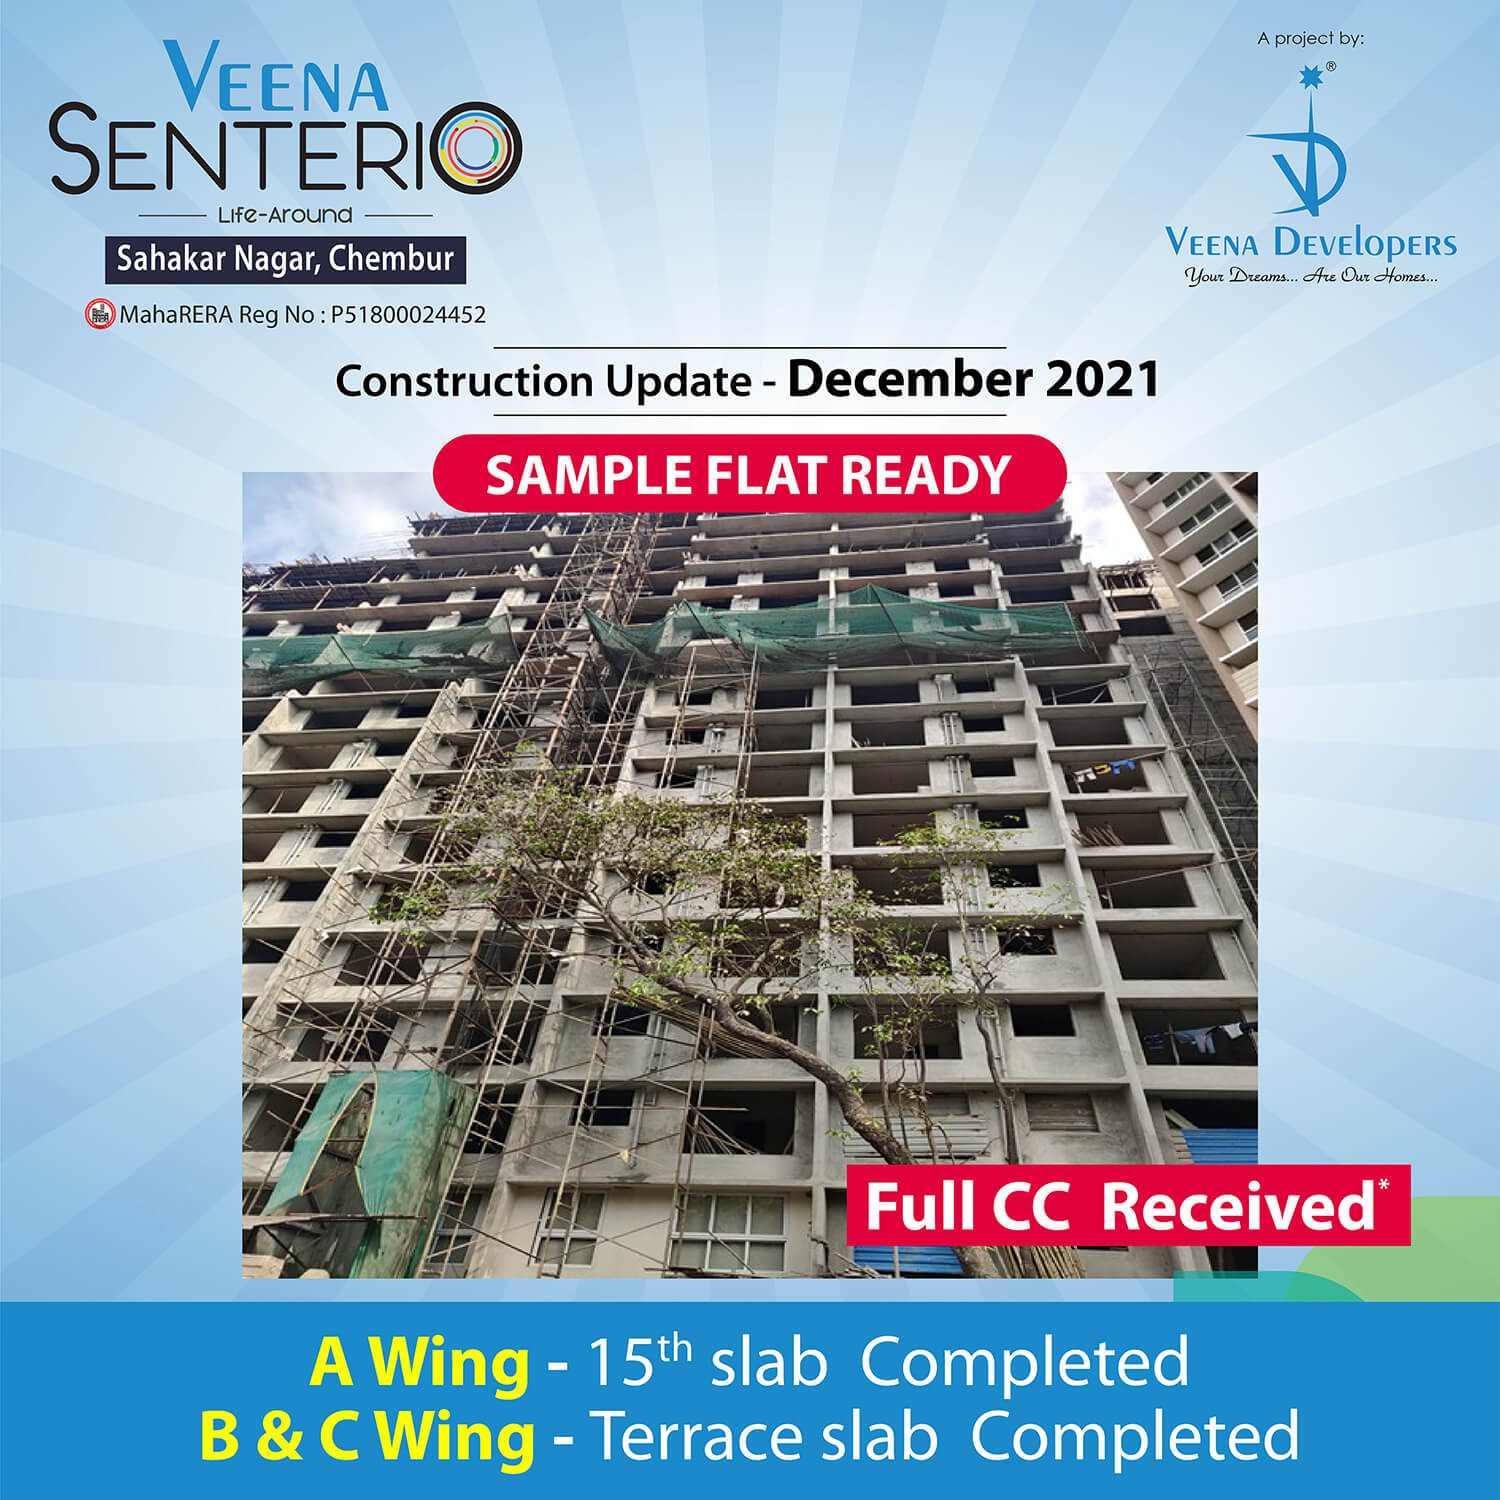 VEENA
SENTERIO
Life-Around
Sahakar Nagar, Chembur
MahaRERA Reg No : P51800024452
A project by:
®
VEENA DEVELOPERS
Your Dreams... Are Our Homes...
Construction Update - December 2021
SAMPLE FLAT READY
Full CC Received*
A Wing - 15th slab Completed
B & C Wing - Terrace slab Completed